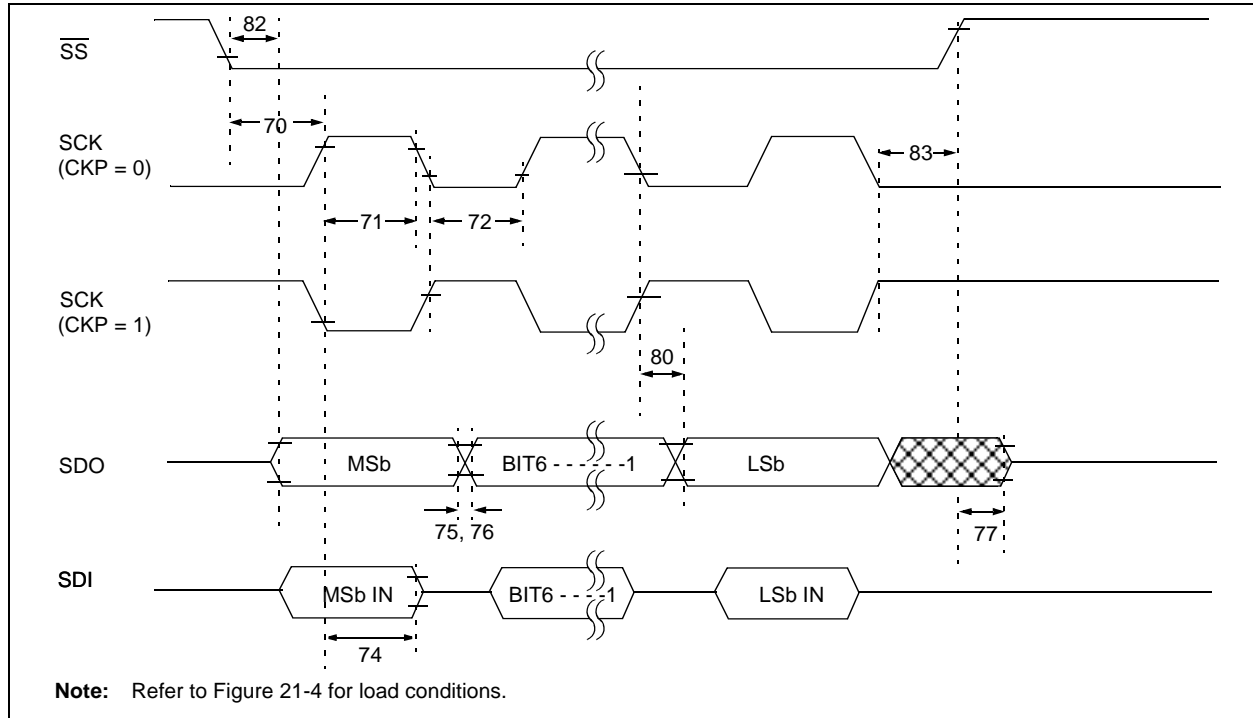 82
SS
70
SCK
(CKP = 0)
83
71
72
SCK
(CKP = 1)
80
SDO
MSb
BIT6 - - - - - -1
LSb
75, 76
77
SDI
MSb IN
BIT6 - - - - -1
LSb IN
74
Note: Refer to Figure 21-4 for load conditions.